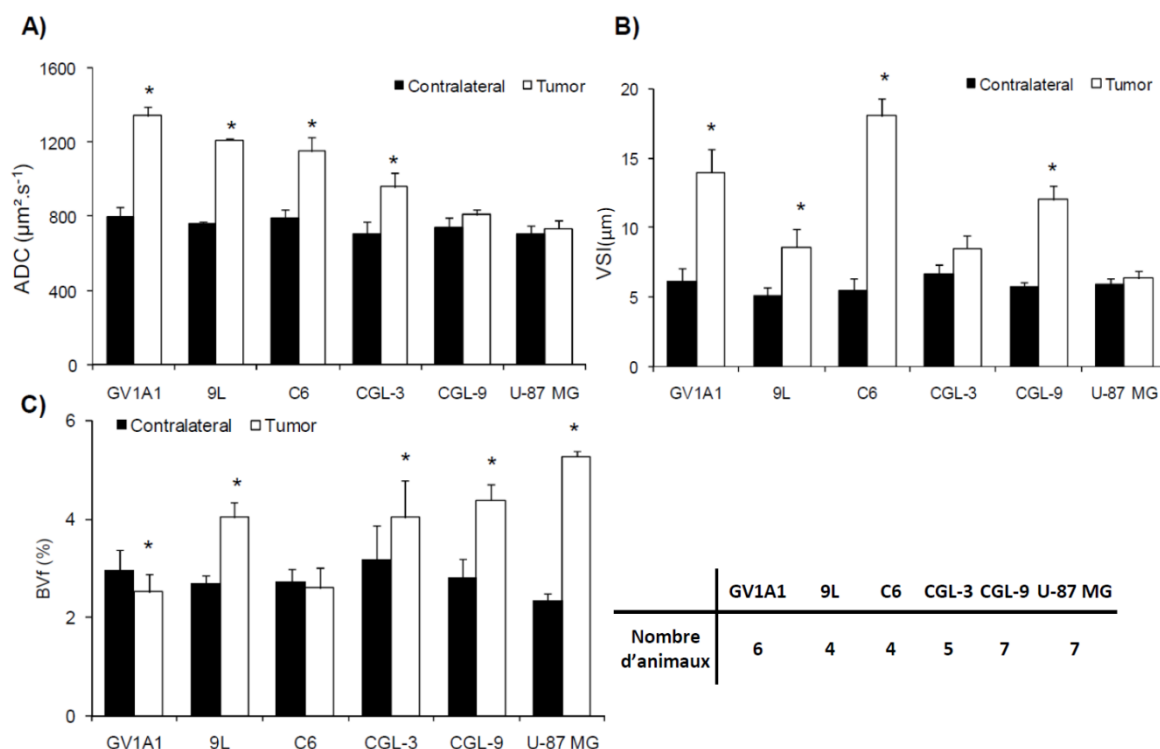 A)
1600
1200
800
400
0
ADC (µm².s⁻¹)
Contralateral Tumor
* * * *
GV1A1 9L C6 CGL-3 CGL-9 U-87 MG
B)
20
15
10
5
0
VSI(µm)
Contralateral Tumor
* * * *
GV1A1 9L C6 CGL-3 CGL-9 U-87 MG
C)
6
4
2
0
BVf (%)
Contralateral Tumor
* * * * *
GV1A1 9L C6 CGL-3 CGL-9 U-87 MG
GV1A1 9L C6 CGL-3 CGL-9 U-87 MG
Nombre
d'animaux 6 4 4 5 7 7